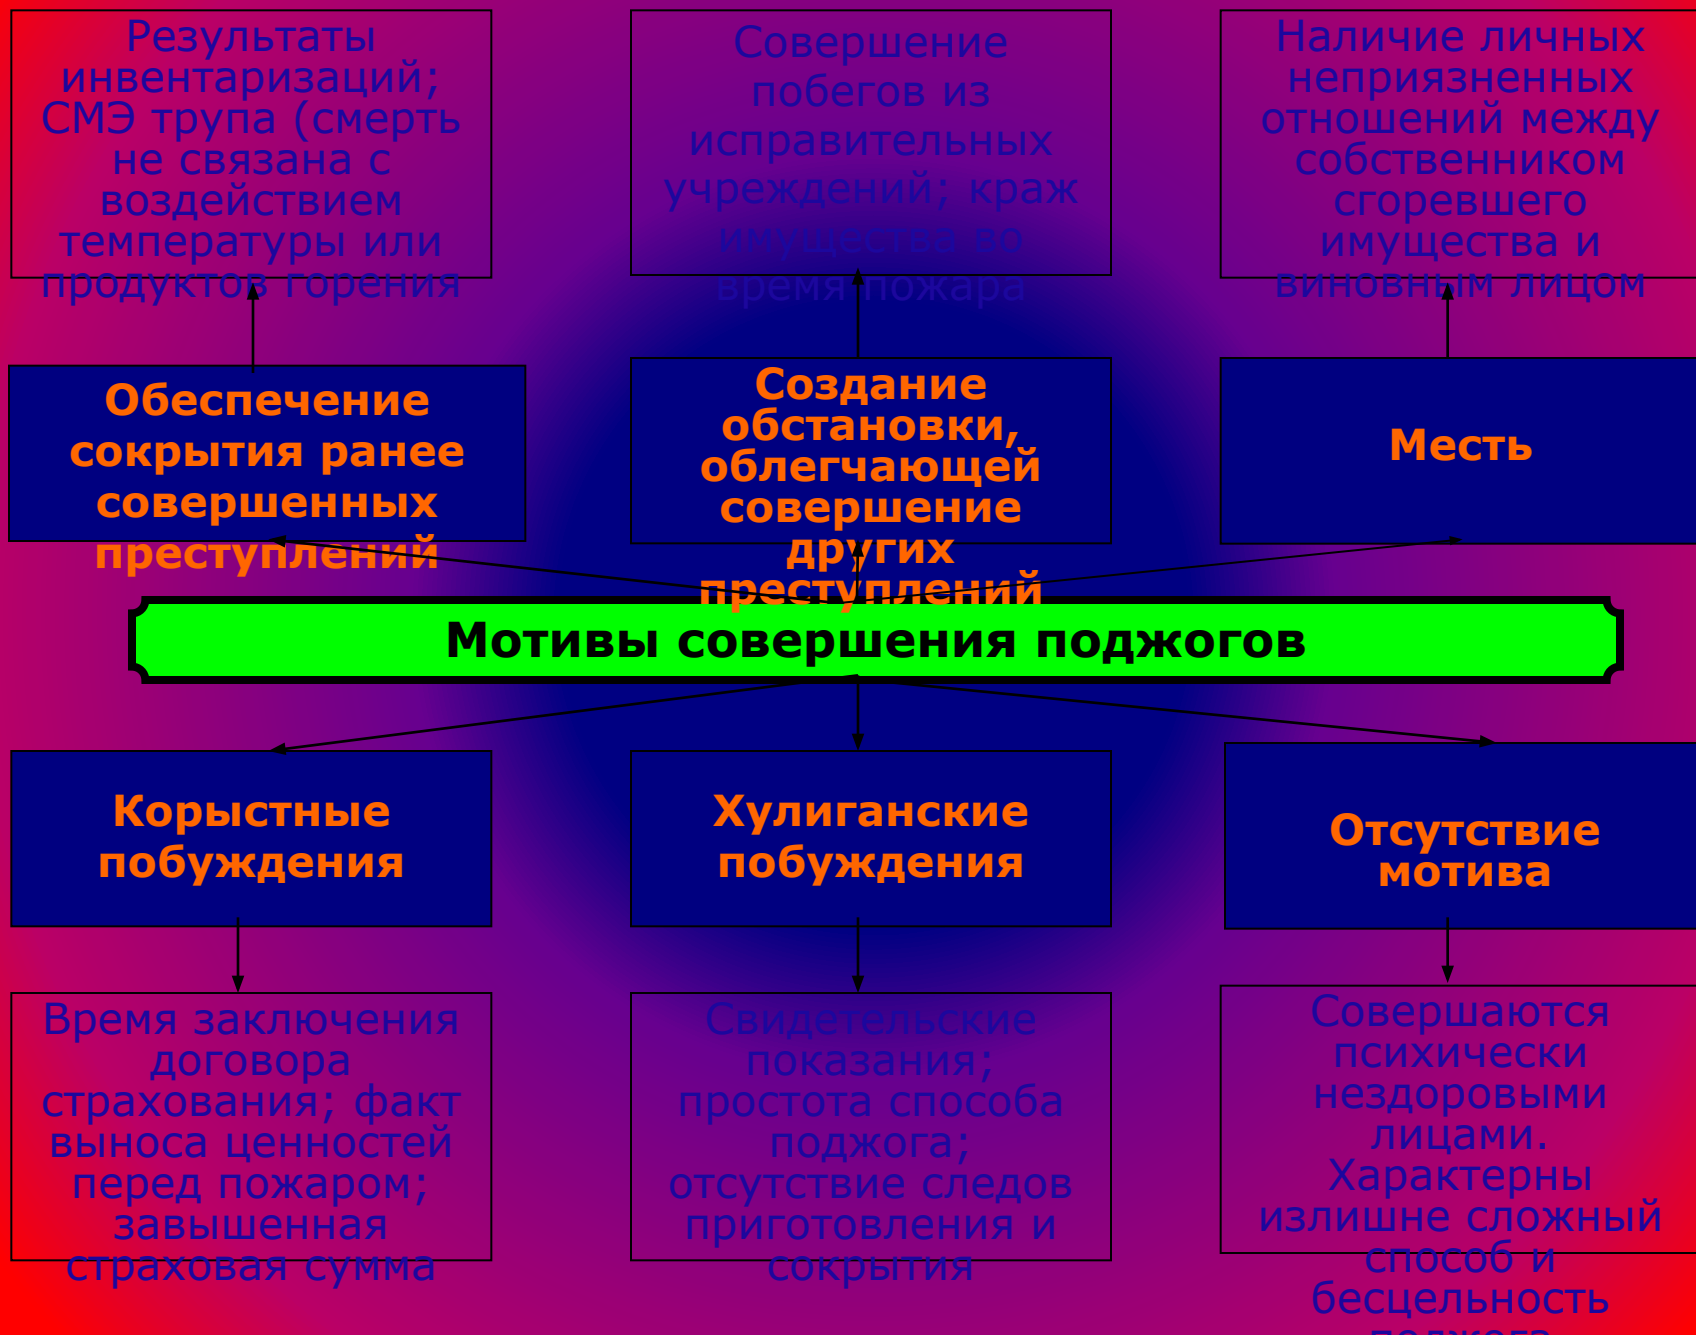 Результаты
инвентаризаций;
СМЭ трупа (смерть
не связана с
воздействием
температуры или
продуктов горения
Совершение
побегов из
исправительных
учреждений; краж
имущества во
время пожара
Наличие личных
неприязненных
отношений между
собственником
сгоревшего
имущества и
виновным лицом
Обеспечение
сокрытия ранее
совершенных
преступлений
Создание
обстановки,
облегчающей
совершение
других
преступлений
Месть
Мотивы совершения поджогов
Корыстные
побуждения
Хулиганские
побуждения
Отсутствие
мотива
Время заключения
договора
страхования; факт
выноса ценностей
перед пожаром;
завышенная
страховая сумма
Свидетельские
показания;
простота способа
поджога;
отсутствие следов
приготовления и
сокрытия
Совершаются
психически
нездоровыми
лицами.
Характерны
излишне сложный
способ и
бесцельность
поджога